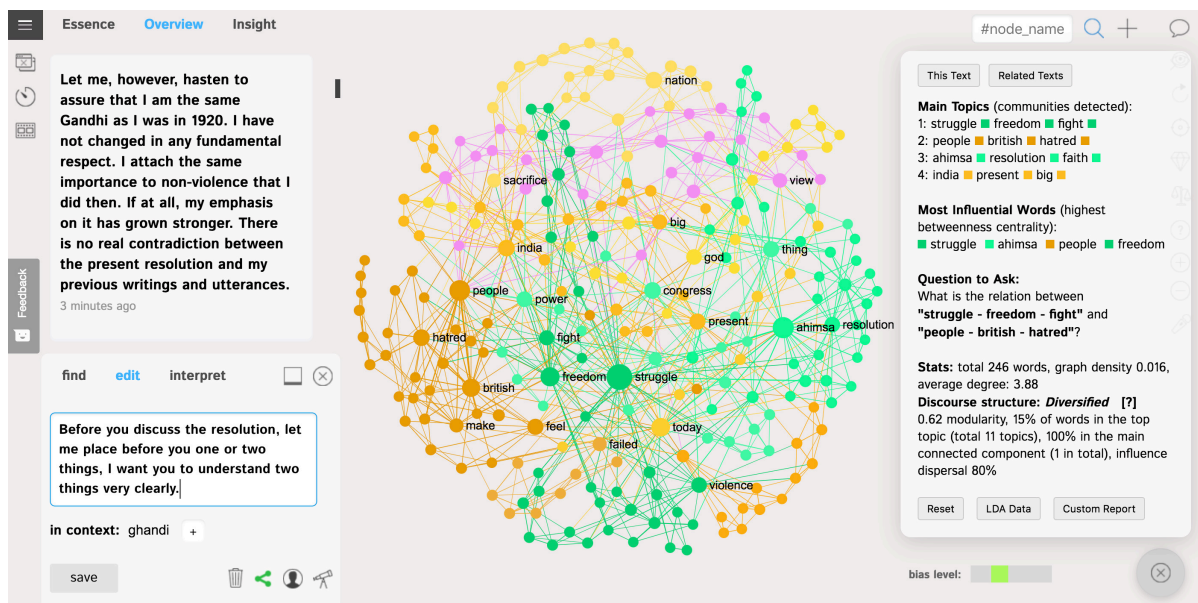 Essence
Overview
Insight
#node_name
Let me, however, hasten to
assure that I am the same
Gandhi as I was in 1920. I have
not changed in any fundamental
respect. I attach the same
importance to non-violence that I
did then. If at all, my emphasis
on it has grown stronger. There
is no real contradiction between
the present resolution and my
previous writings and utterances.
3 minutes ago
Feedback
find
edit
interpret
Before you discuss the resolution, let
me place before you one or two
things, I want you to understand two
things very clearly.
in context: ghandi +
save
nation
sacrifice
view
big
india
thing
god
people
power
congress
present
ahimsa
resolution
hatred
fight
freedom
struggle
british
make
feel
today
failed
violence
This Text
Related Texts
Main Topics (communities detected):
1: struggle freedom fight
2: people british hatred
3: ahimsa resolution faith
4: india present big
Most Influential Words (highest
betweenness centrality):
struggle ahimsa people freedom
Question to Ask:
What is the relation between
"struggle - freedom - fight" and
"people - british - hatred"?
Stats: total 246 words, graph density 0.016,
average degree: 3.88
Discourse structure: Diversified [?]
0.62 modularity, 15% of words in the top
topic (total 11 topics), 100% in the main
connected component (1 in total), influence
dispersal 80%
Reset
LDA Data
Custom Report
bias level: